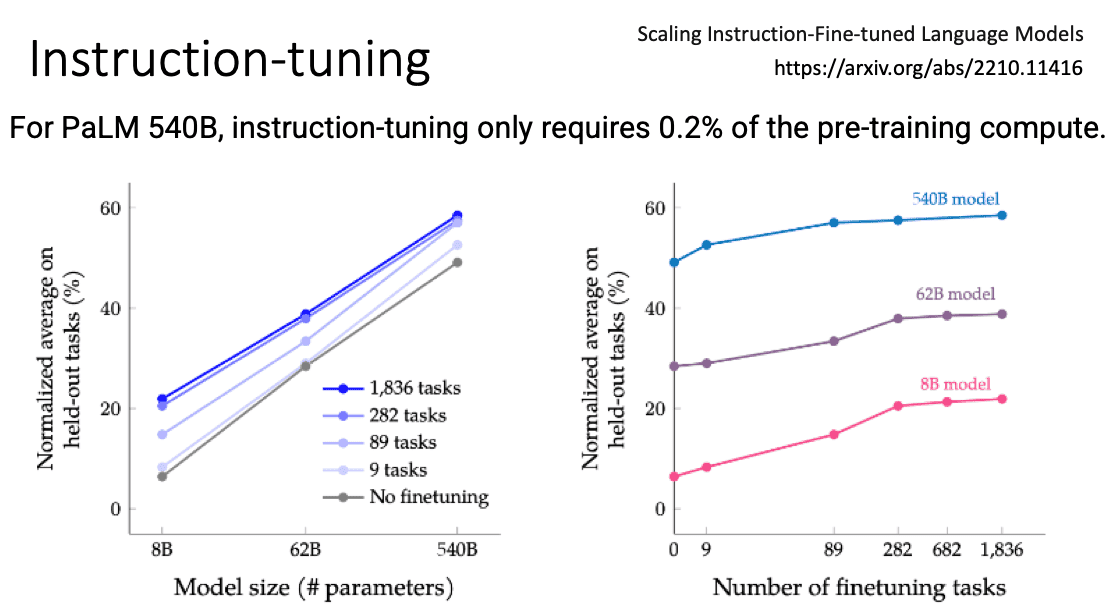 Instruction-tuning
Scaling Instruction-Fine-tuned Language Models
https://arxiv.org/abs/2210.11416
For PaLM 540B, instruction-tuning only requires 0.2% of the pre-training compute.
Normalized average on
held-out tasks (%)
60
40
20
0
1,836 tasks
282 tasks
89 tasks
9 tasks
No finetuning
8B
62B
540B
Model size (# parameters)
Normalized average on
held-out tasks (%)
60
40
20
0
540B model
62B model
8B model
0 9 89 282 682 1,836
Number of finetuning tasks